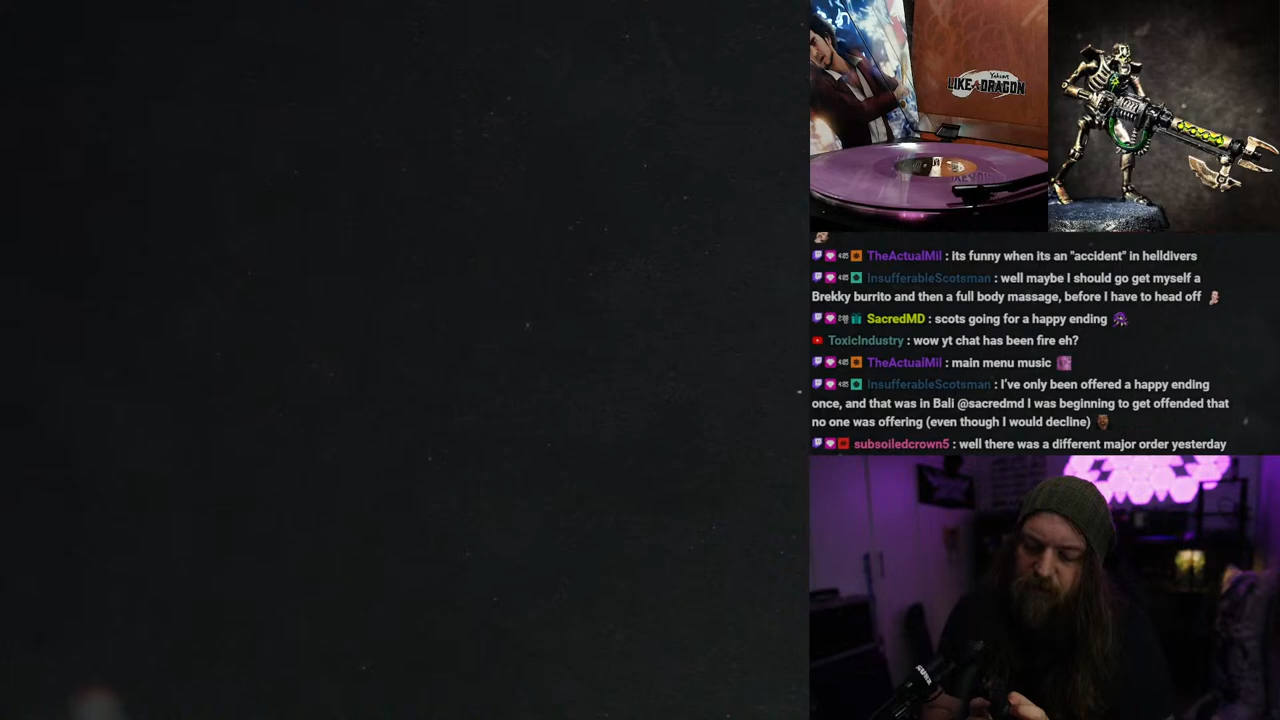 Yakuza
LIKE A DRAGON
TheActualMil : its funny when its an "accident" in helldivers
InsufferableScotsman : well maybe I should go get myself a
Brekky burrito and then a full body massage, before I have to head off
SacredMD : scots going for a happy ending
ToxicIndustry : wow yt chat has been fire eh?
TheActualMil : main menu music
InsufferableScotsman : I've only been offered a happy ending
once, and that was in Bali @sacredmd I was beginning to get offended that
no one was offering (even though I would decline)
subsoiledcrown5 : well there was a different major order yesterday